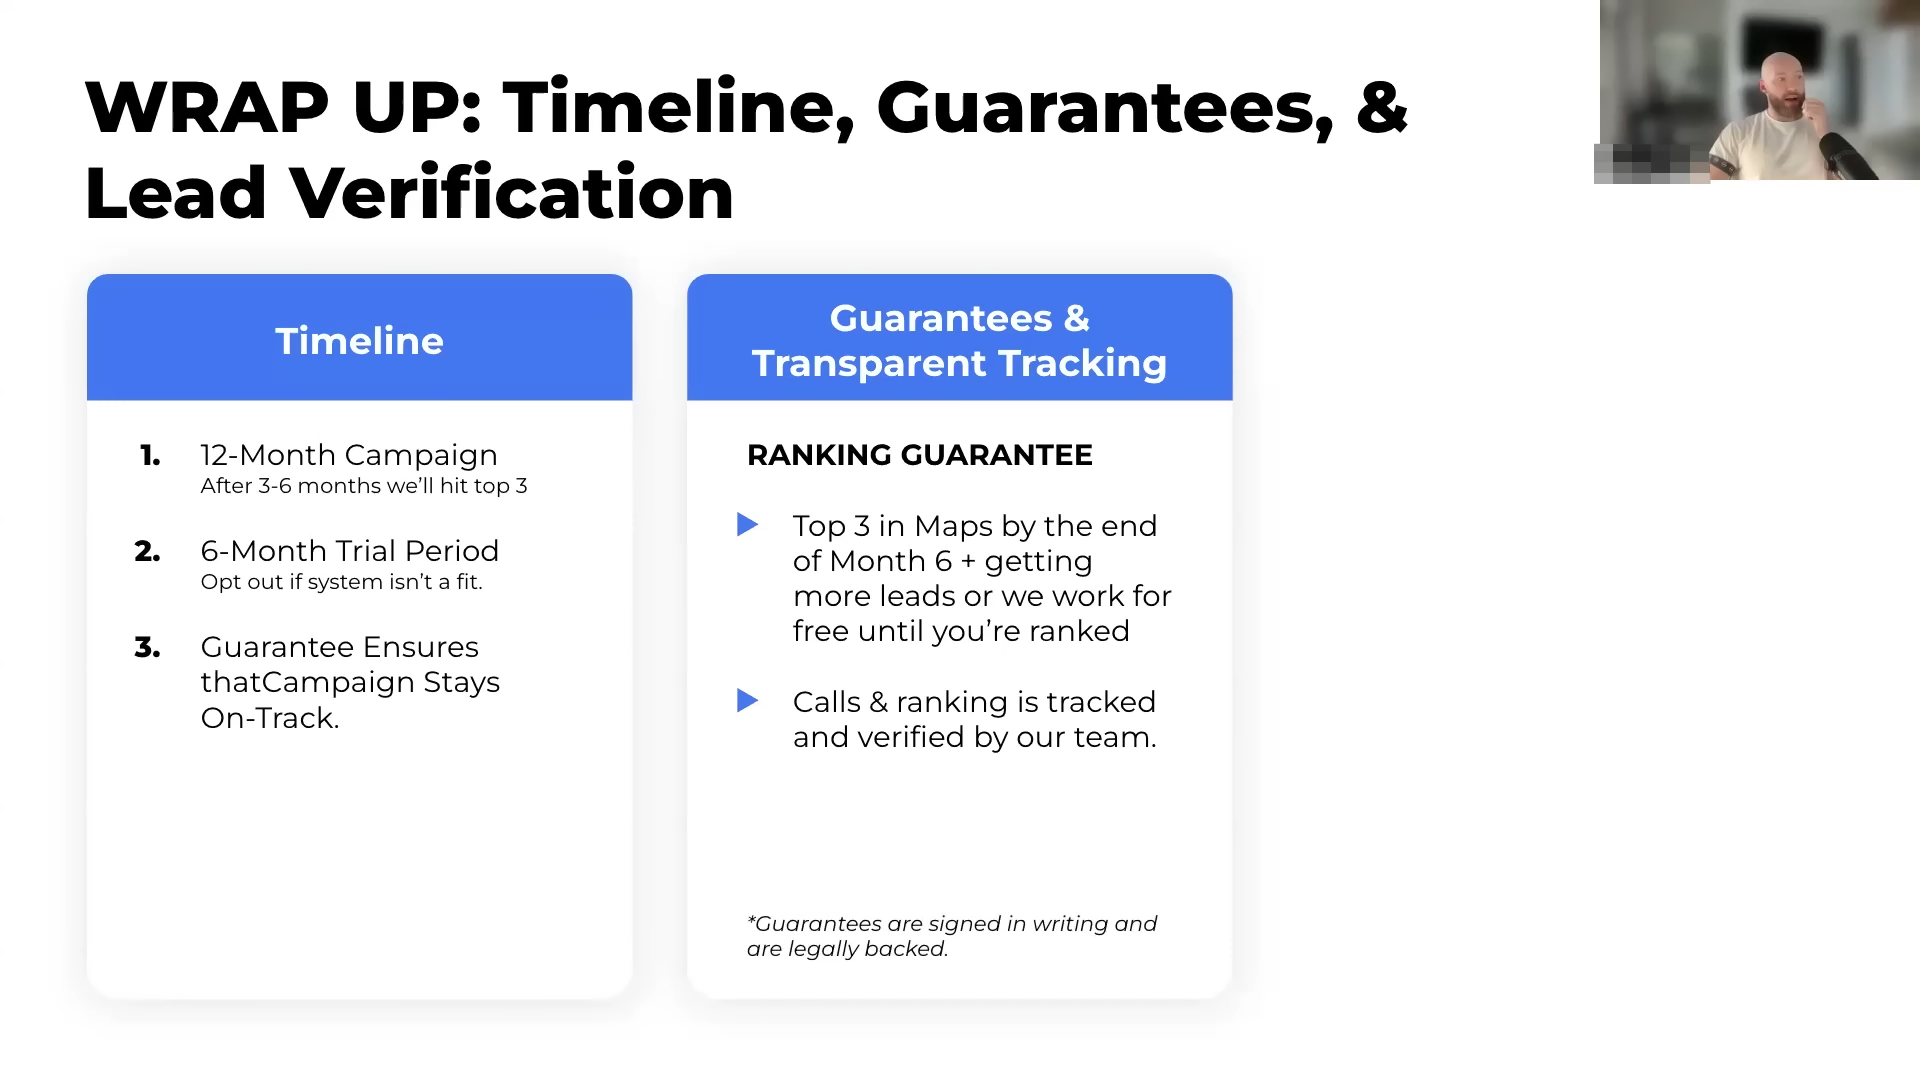 WRAP UP: Timeline, Guarantees, &
Lead Verification
Timeline
1. 12-Month Campaign
After 3-6 months we’ll hit top 3
2. 6-Month Trial Period
Opt out if system isn’t a fit.
3. Guarantee Ensures
thatCampaign Stays
On-Track.
Guarantees &
Transparent Tracking
RANKING GUARANTEE
Top 3 in Maps by the end
of Month 6 + getting
more leads or we work for
free until you’re ranked
Calls & ranking is tracked
and verified by our team.
*Guarantees are signed in writing and
are legally backed.